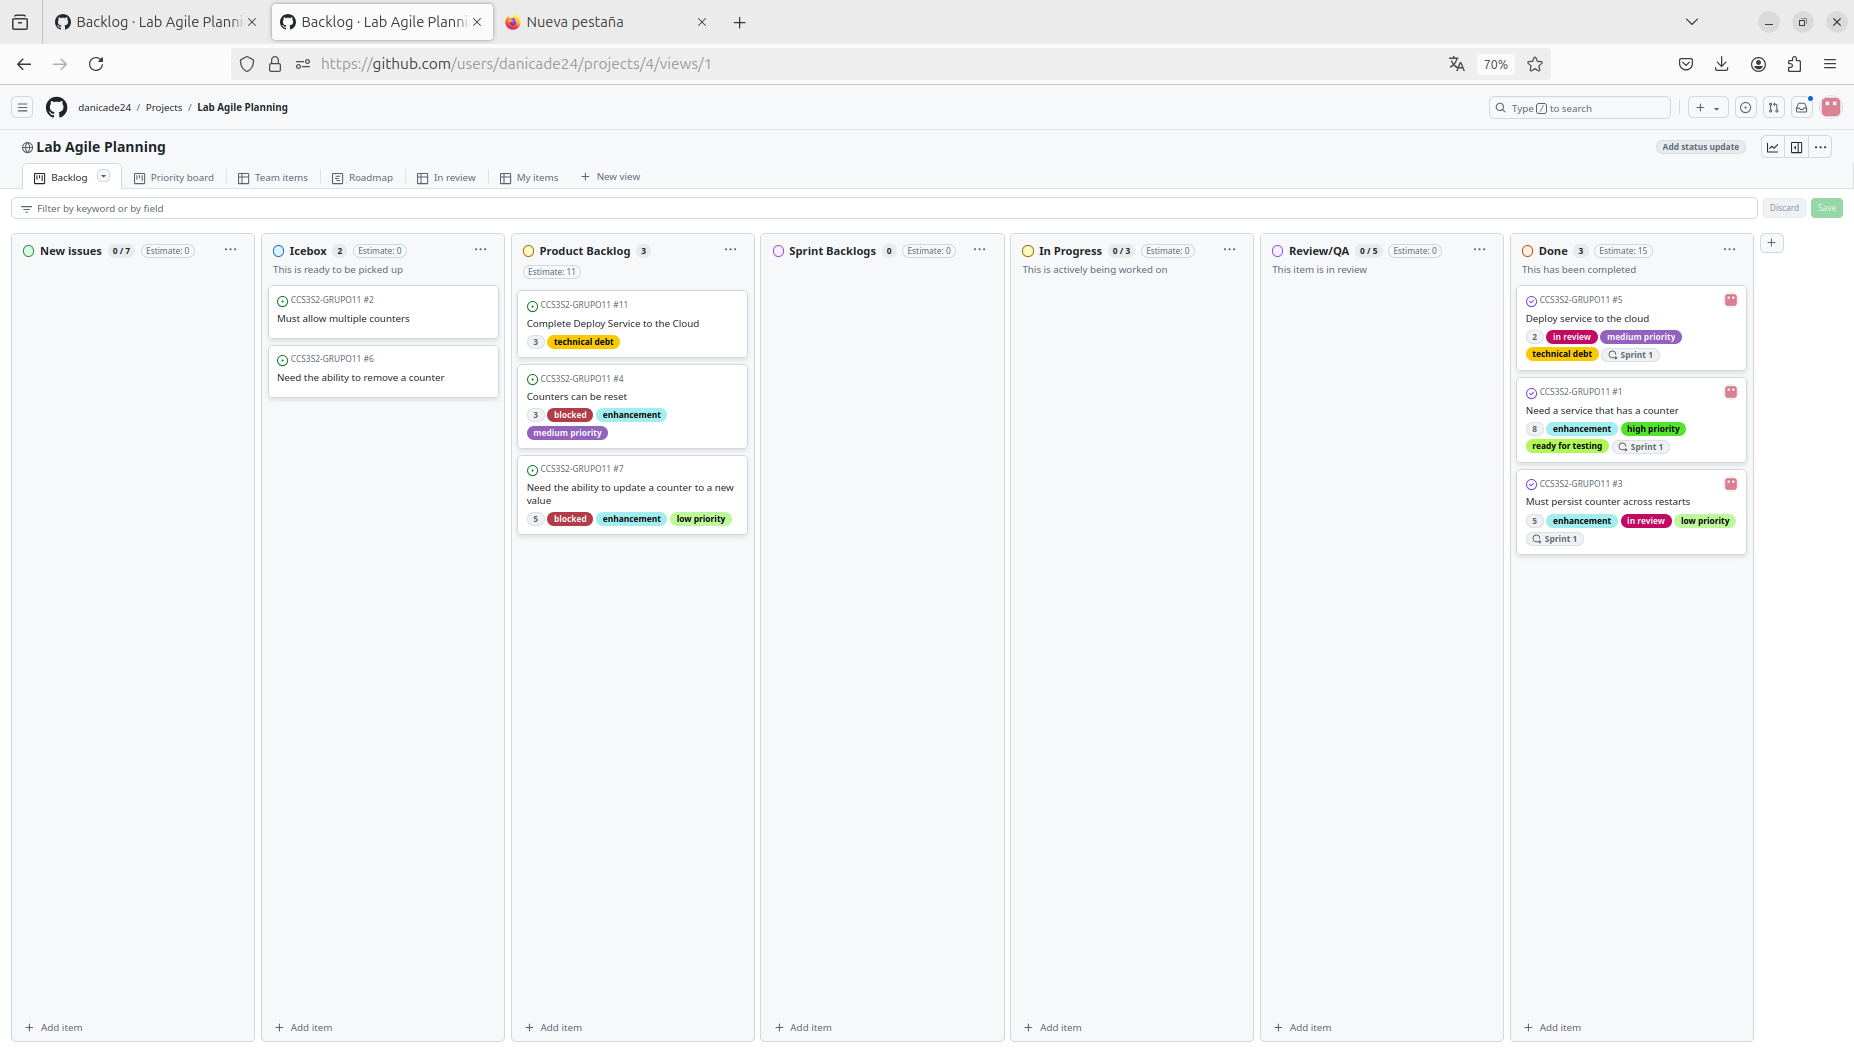 Backlog · Lab Agile Planni
Backlog · Lab Agile Planni
Nueva pestaña
https://github.com/users/danicade24/projects/4/views/1
70%
danicade24 / Projects / Lab Agile Planning
Type / to search
Lab Agile Planning
Add status update
Backlog
Priority board
Team items
Roadmap
In review
My items
New view
Filter by keyword or by field
Discard
Save
New issues 0 / 7 Estimate: 0
Add item
Icebox 2 Estimate: 0
This is ready to be picked up
CCS3S2-GRUPO11 #2
Must allow multiple counters
CCS3S2-GRUPO11 #6
Need the ability to remove a counter
Add item
Product Backlog 3
Estimate: 11
CCS3S2-GRUPO11 #11
Complete Deploy Service to the Cloud
3 technical debt
CCS3S2-GRUPO11 #4
Counters can be reset
3 blocked enhancement
medium priority
CCS3S2-GRUPO11 #7
Need the ability to update a counter to a new
value
5 blocked enhancement low priority
Add item
Sprint Backlogs 0 Estimate: 0
Add item
In Progress 0 / 3 Estimate: 0
This is actively being worked on
Add item
Review/QA 0 / 5 Estimate: 0
This item is in review
Add item
Done 3 Estimate: 15
This has been completed
CCS3S2-GRUPO11 #5
Deploy service to the cloud
2 in review medium priority
technical debt Sprint 1
CCS3S2-GRUPO11 #1
Need a service that has a counter
8 enhancement high priority
ready for testing Sprint 1
CCS3S2-GRUPO11 #3
Must persist counter across restarts
5 enhancement in review low priority
Sprint 1
Add item